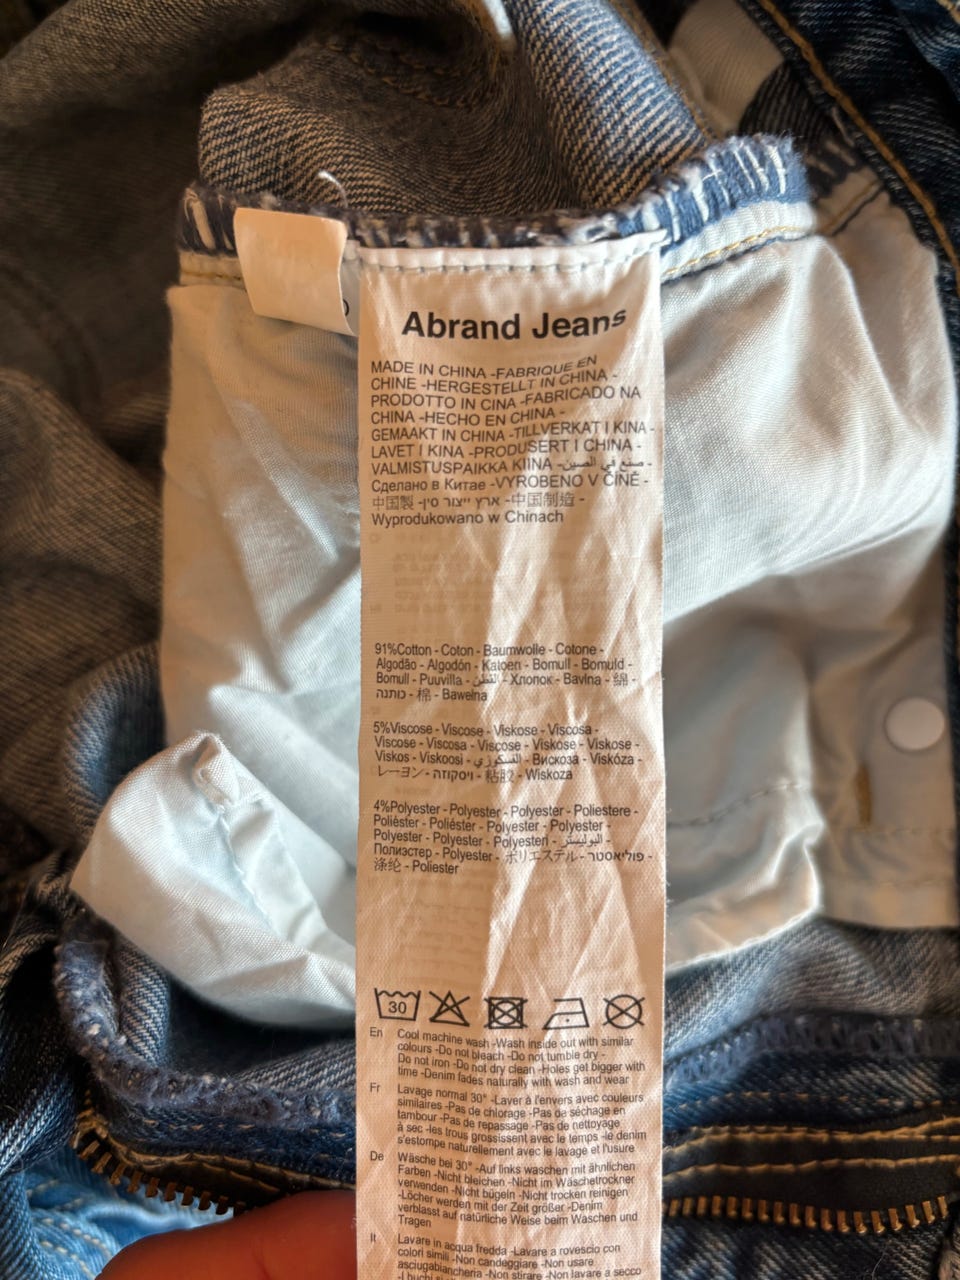 Abrand Jeans
MADE IN CHINA -FABRIQUE EN
CHINE -HERGESTELLT IN CHINA -
PRODOTTO IN CINA -FABRICADO NA
CHINA -HECHO EN CHINA -
GEMAAKT IN CHINA -TILLVERKAT I KINA -
LAVET I KINA -PRODUSERT I CHINA -
VALMISTUSPAIKKA KIINA -صنع في الصين -
Сделано в Китае -VYROBENO V ČÍNĚ -
中国製 -ארץ ייצור סין -中国制造 -
Wyprodukowano w Chinach
91%Cotton - Coton - Baumwolle - Cotone -
Algodão - Algodón - Katoen - Bomull - Bomuld -
Bomull - Puuvilla - القطن - Хлопок - Bavlna - 綿 -
כותנה - 棉 - Bawełna
5%Viscose - Viscose - Viskose - Viscosa -
Viscose - Viscosa - Viscose - Viskose - Viskose -
Viskos - Viskoosi - الفسكوزي - Вискоза - Viskóza -
レーヨン - ויסקוזה - 粘胶 - Wiskoza
4%Polyester - Polyester - Polyester - Poliestere -
Poliéster - Poliéster - Polyester - Polyester -
Polyester - Polyester - Polyesteri - البوليستر -
Полиэстер - Polyester - ポリエステル - פוליאסטר -
涤纶 - Poliester
30
En Cool machine wash -Wash inside out with similar
colours -Do not bleach -Do not tumble dry -
Do not iron -Do not dry clean -Holes get bigger with
time -Denim fades naturally with wash and wear
Fr Lavage normal 30° -Laver à l'envers avec couleurs
similaires -Pas de chlorage -Pas de séchage en
tambour -Pas de repassage -Pas de nettoyage
à sec -les trous grossissent avec le temps -le denim
s'estompe naturellement avec le lavage et l'usure
De Wäsche bei 30° -Auf links waschen mit ähnlichen
Farben -Nicht bleichen -Nicht im Wäschetrockner
verwenden -Nicht bügeln -Nicht trocken reinigen
-Löcher werden mit der Zeit größer -Denim
verblasst auf natürliche Weise beim Waschen und
Tragen
It Lavare in acqua fredda -Lavare a rovescio con
colori simili -Non candeggiare -Non usare
asciugabiancheria -Non stirare -Non lavare a secco